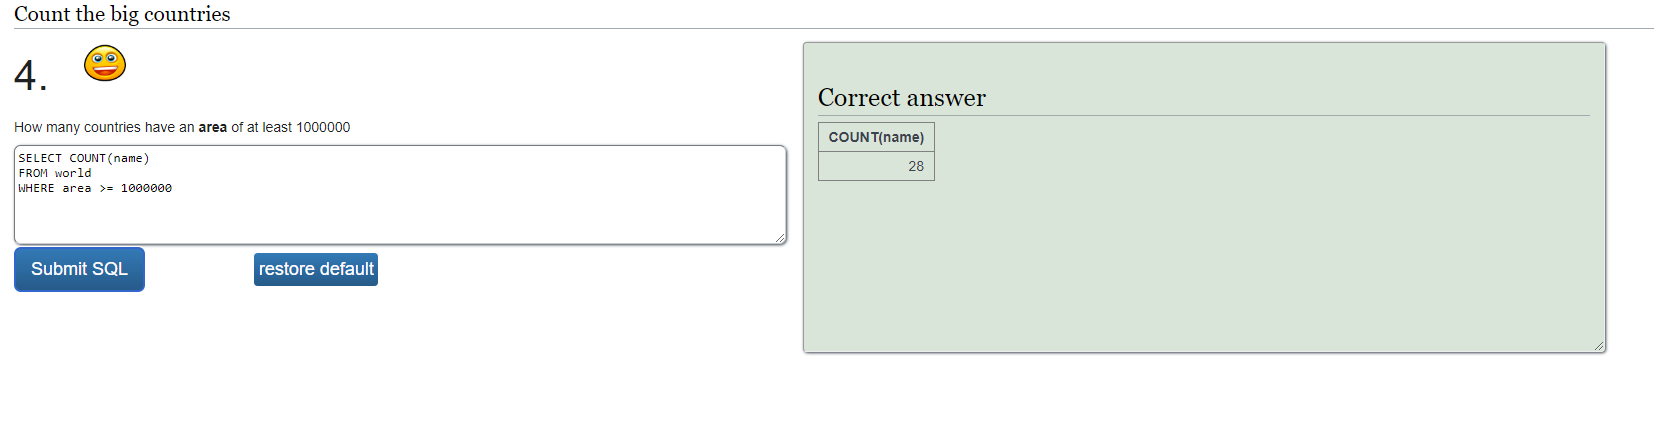 Count the big countries
4.
How many countries have an area of at least 1000000
SELECT COUNT(name)
FROM world
WHERE area >= 1000000
Submit SQL
restore default
Correct answer
COUNT(name)
28